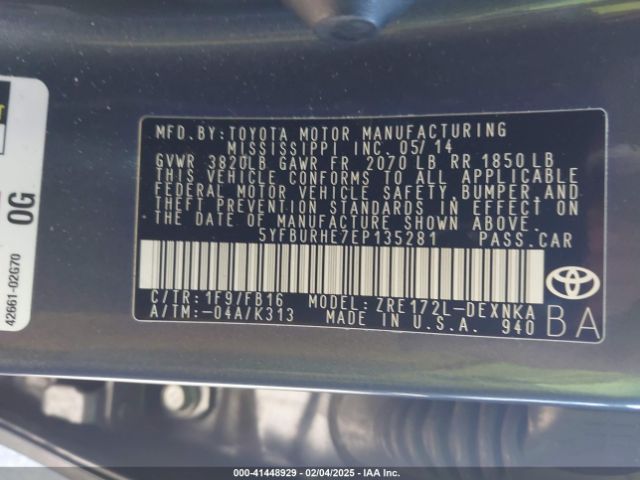 MFD.BY:TOYOTA MOTOR MANUFACTURING
MISSISSIPPI INC. 05/14
GVWR 3820LB GAWR FR 2070 LB RR 1850 LB
THIS VEHICLE CONFORMS TO ALL APPLICABLE
FEDERAL MOTOR VEHICLE SAFETY, BUMPER AND
THEFT PREVENTION STANDARDS IN EFFECT ON
THE DATE OF MANUFACTURE SHOWN ABOVE.
5YFBURHE7EP135281 PASS.CAR
C/TR:1F9/FB16 MODEL:ZRE172L-DEXNKA
A/TM:-04A/K313 MADE IN U.S.A. 940
BA
TOYOTA
42661-02G70
0G
000-41448929 - 02/04/2025 - IAA Inc.